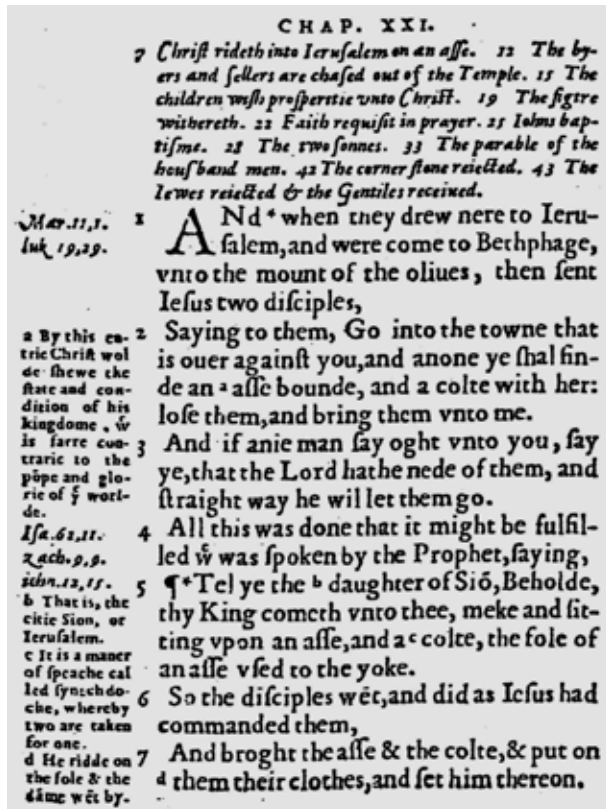 CHAP. XXI.
7 Chriſt rideth into Ieruſalem on an aſſe. 12 The by-
ers and ſellers are chaſed out of the Temple. 15 The
children wiſh proſperitie vnto Chriſt. 19 The figtre
withereth. 22 Faith requiſit in prayer. 25 Iohns bap-
tiſme. 28 The two ſonnes. 33 The parable of the
houſband men. 42 The corner ſtone reiected. 43 The
Iewes reiected & the Gentiles receiued.
Mar.11,1.
luk 19,29.
1 ANd * when they drew nere to Ieru-
ſalem, and were come to Bethphage,
vnto the mount of the oliues, then ſent
Ieſus two diſciples,
2 Saying to them, Go into the towne that
is ouer againſt you, and anone ye ſhal fin-
de an ᵃ aſſe bounde, and a colte with her:
loſe them, and bring them vnto me.
3 And if anie man ſay oght vnto you, ſay
ye, that the Lord hathe nede of them, and
ſtraight way he wil let them go.
4 All this was done that it might be fulfil-
led wͨ was ſpoken by the Prophet, ſaying,
5 ¶ * Tel ye the ᵇ daughter of Siō, Beholde,
thy King cometh vnto thee, meke and ſit-
ting vpon an aſſe, and a ᶜ colte, the fole of
an aſſe vſed to the yoke.
6 So the diſciples wēt, and did as Ieſus had
commanded them,
7 And broght the aſſe & the colte, & put on
ᵈ them their clothes, and ſet him thereon.
a By this en-
trie Chriſt wol
de ſhewe the
ſtate and con-
dition of his
kingdome, wͨ
is farre con-
trarie to the
pōpe and glo-
rie of yͤ worl-
de.
Iſa.62,11.
zach.9,9.
iohn.12,15.
b That is, the
citie Sion, or
Ieruſalem.
c It is a maner
of ſpeache cal
led ſynechdo-
che, whereby
two are taken
for one.
d He ridde on
the fole & the
dāme wēt by.